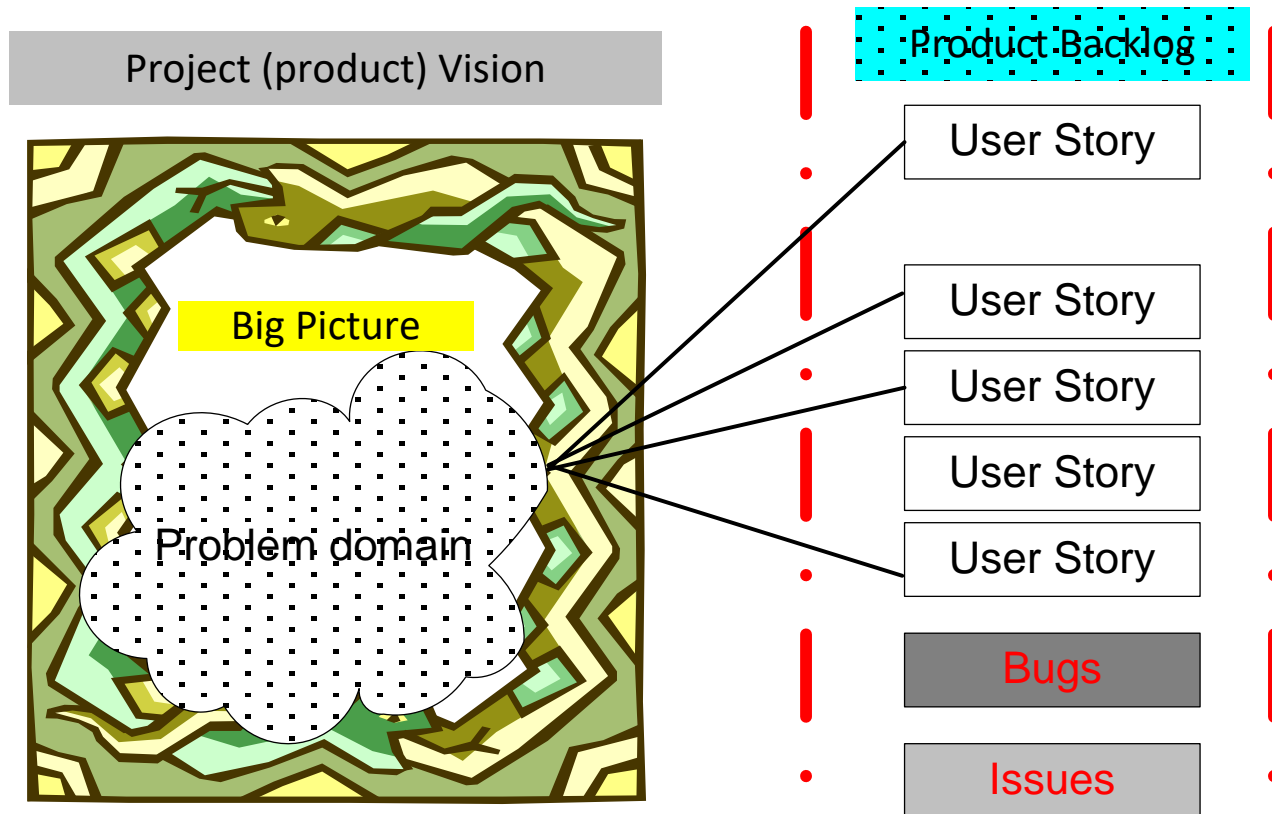 Project (product) Vision
Big Picture
Problem domain
Product Backlog
User Story
User Story
User Story
User Story
User Story
Bugs
Issues